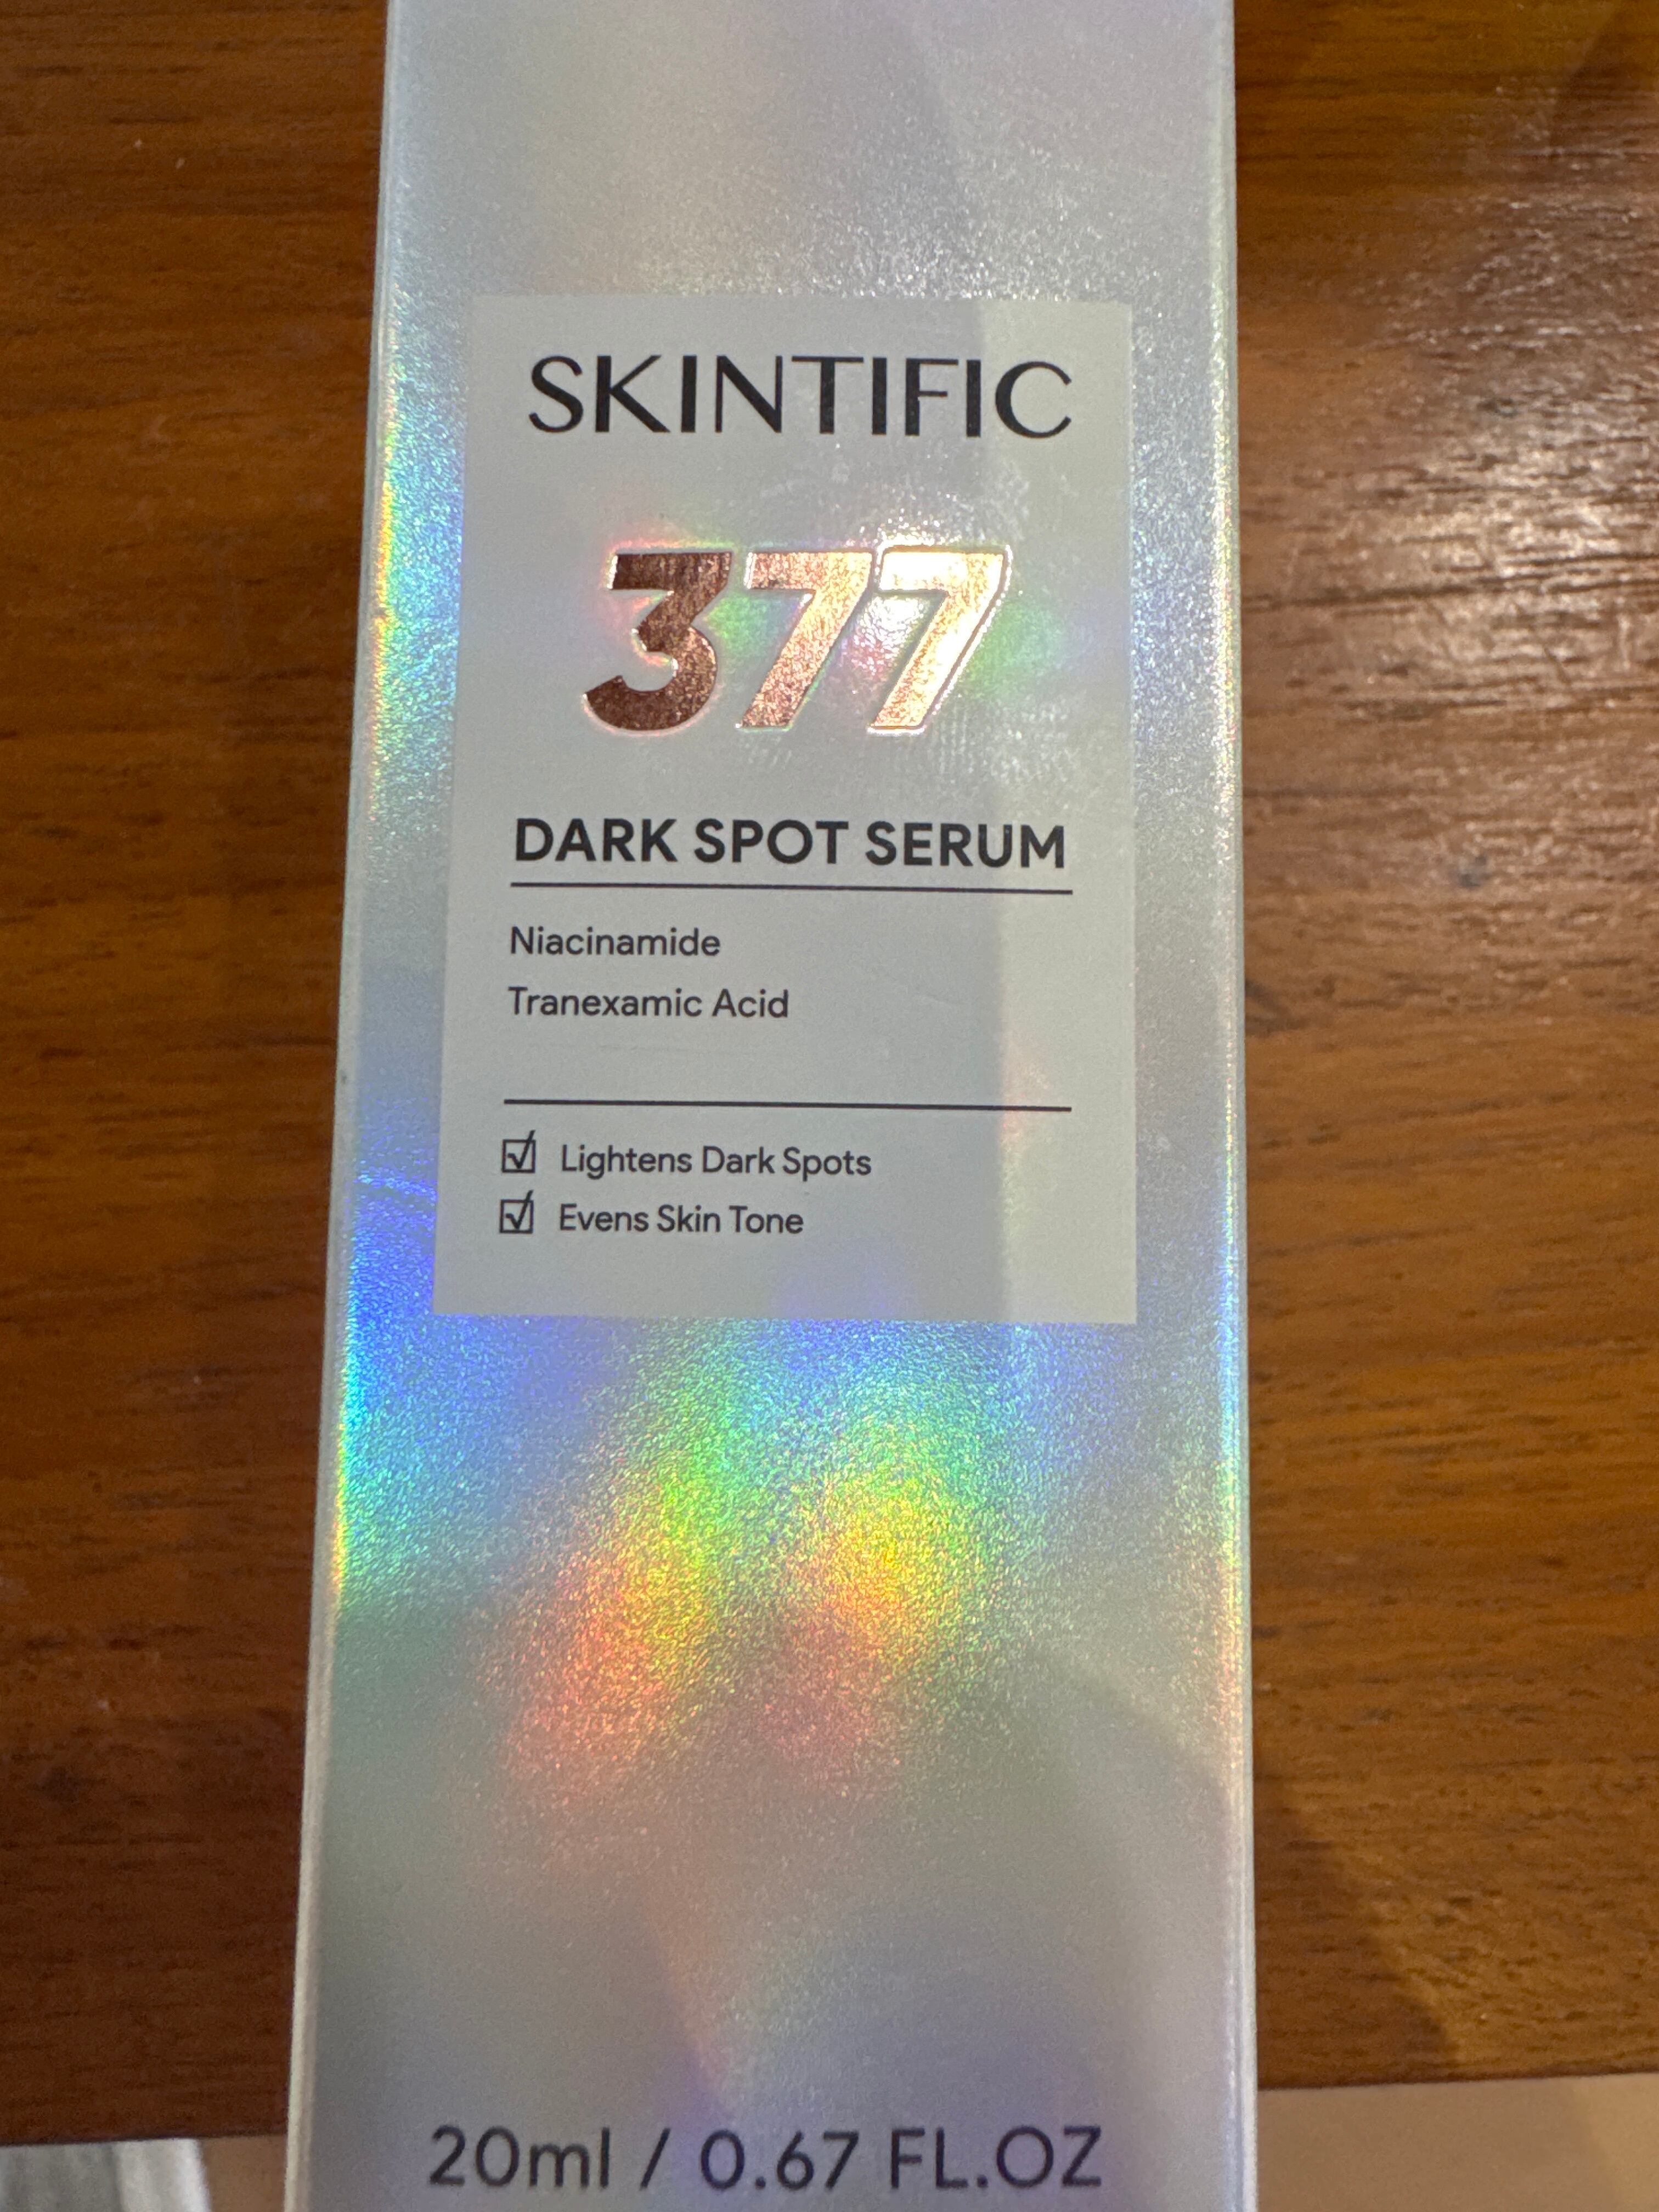 SKINTIFIC
377
DARK SPOT SERUM
Niacinamide
Tranexamic Acid
Lightens Dark Spots
Evens Skin Tone
20ml / 0.67 FL.OZ